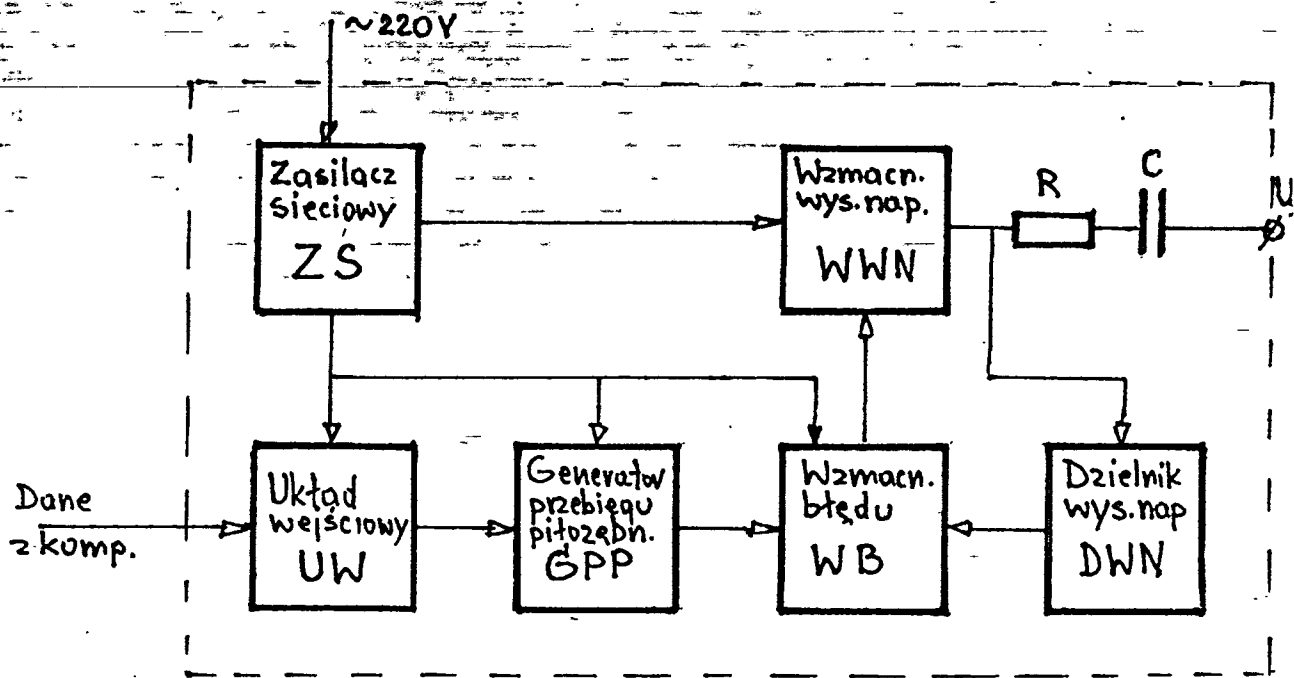 ~220V
Zasilacz
sieciowy
ZS
Wzmacn.
wys.nap.
WWN
R
C
Dane
z komp.
Układ
wejściowy
UW
Generator
przebiegu
piłozębn.
GPP
Wzmacn.
błędu
WB
Dzielnik
wys.nap
DWN